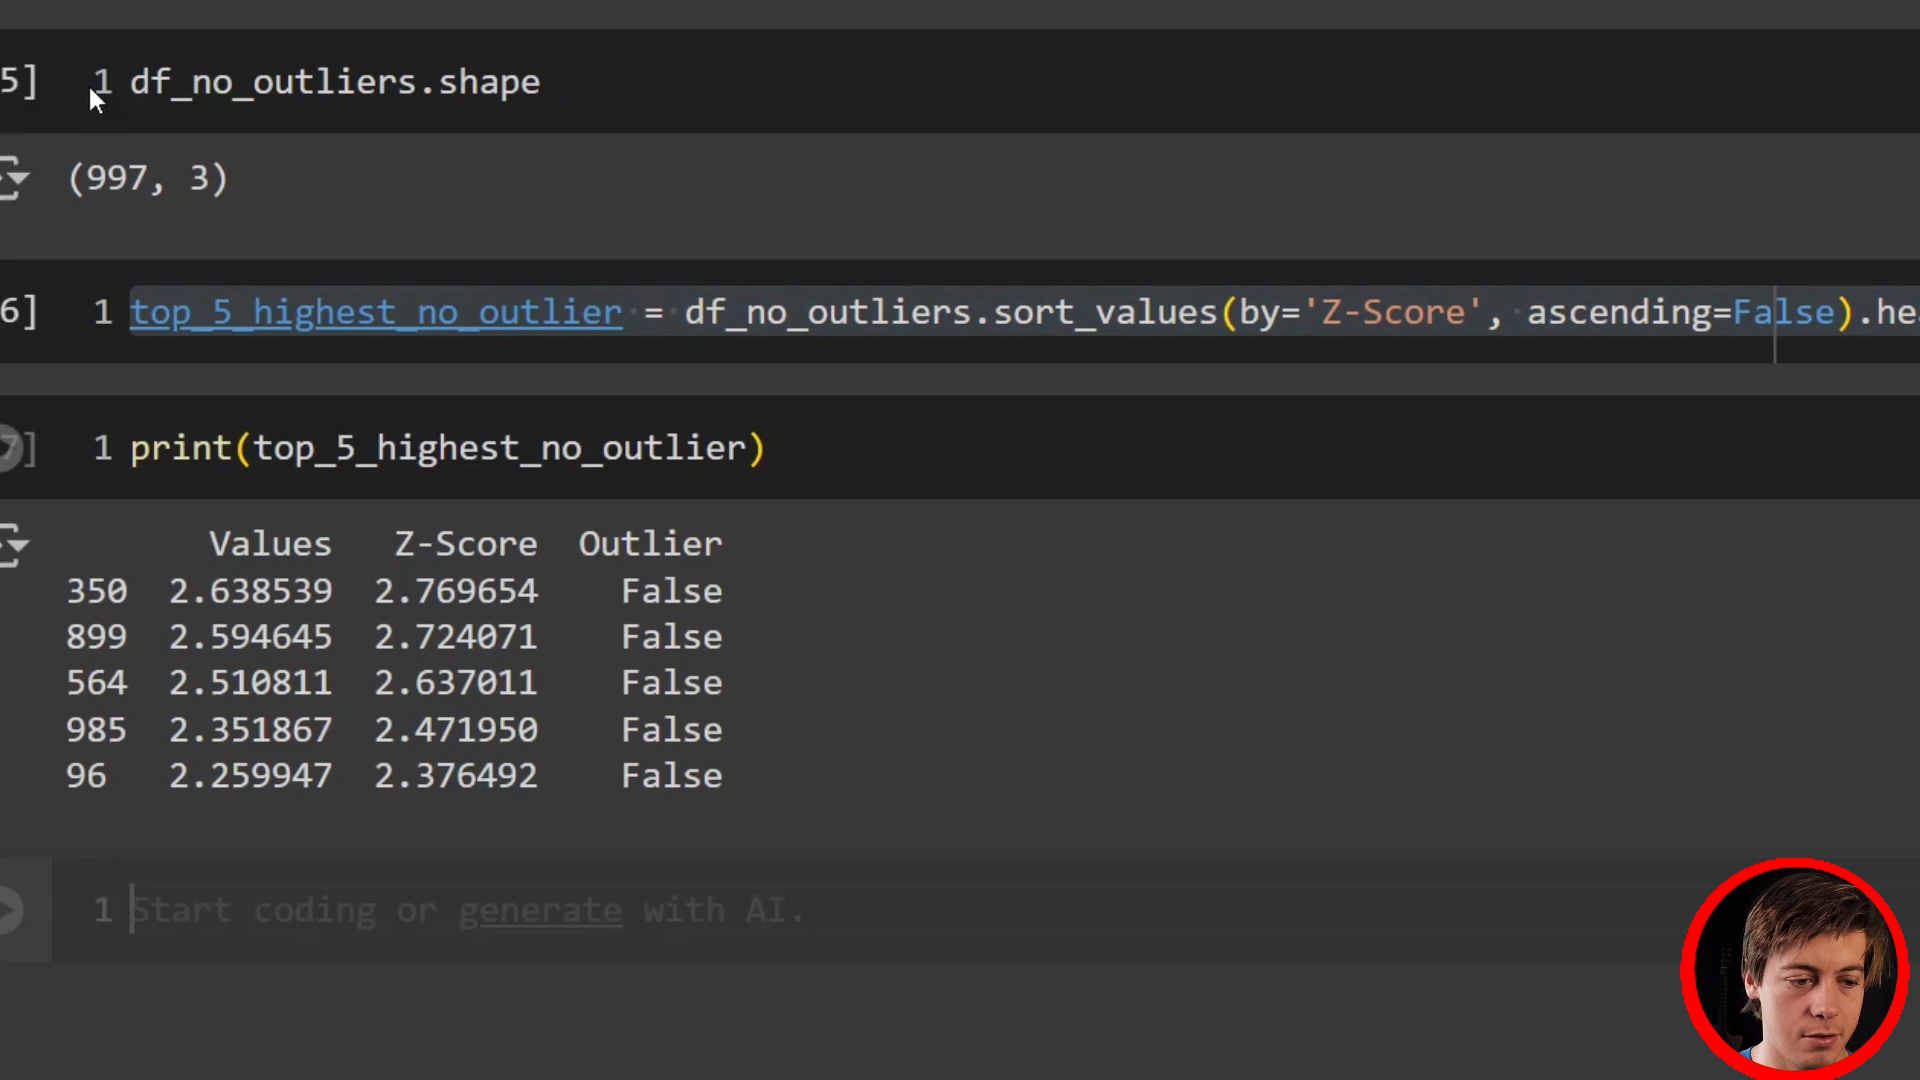 5] 1 df_no_outliers.shape
(997, 3)
6] 1 top_5_highest_no_outlier = df_no_outliers.sort_values(by='Z-Score', ascending=False).he
7] 1 print(top_5_highest_no_outlier)
Values Z-Score Outlier
350 2.638539 2.769654 False
899 2.594645 2.724071 False
564 2.510811 2.637011 False
985 2.351867 2.471950 False
96 2.259947 2.376492 False
1 Start coding or generate with AI.